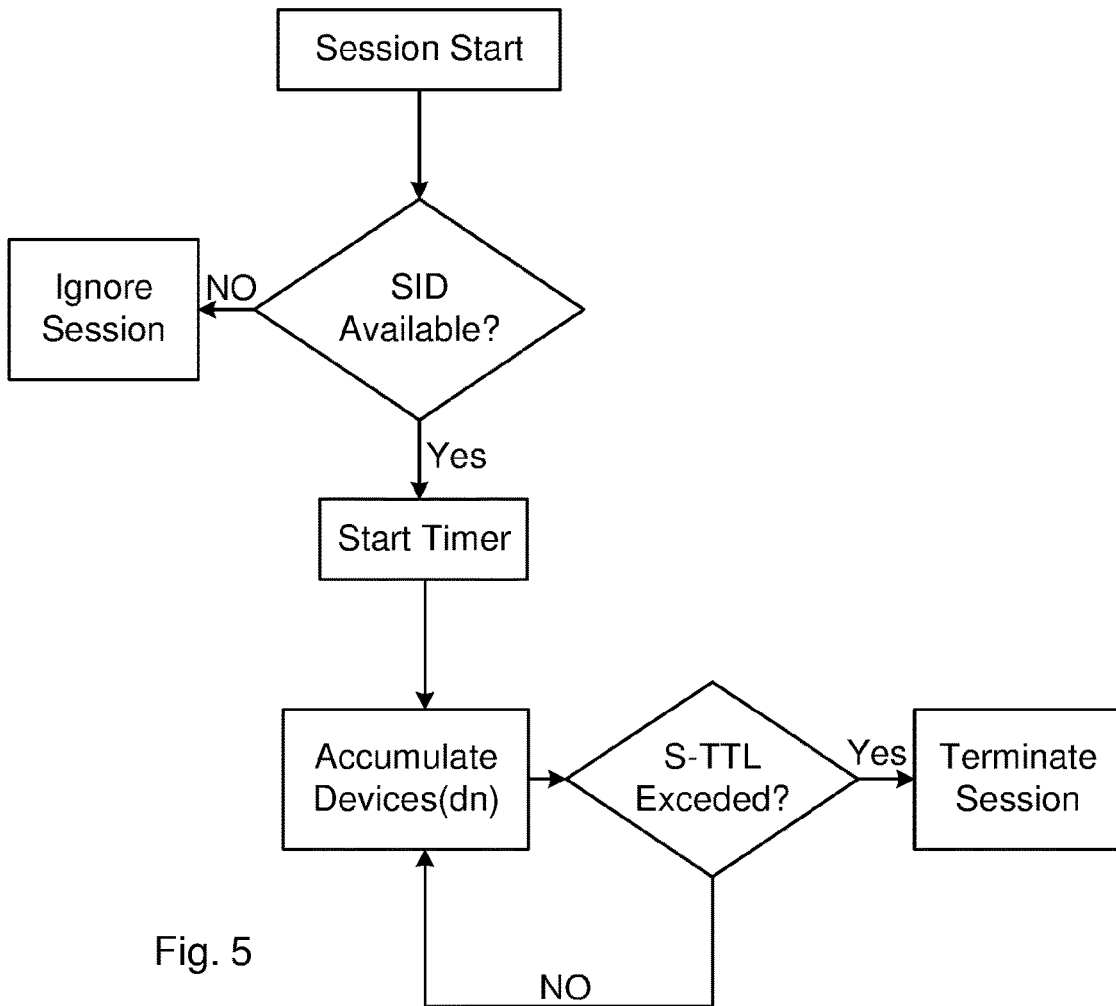 Session Start
SID
Available?
NO
Ignore
Session
Yes
Start Timer
Accumulate
Devices(dn)
S-TTL
Exceded?
Yes
Terminate
Session
NO
Fig. 5